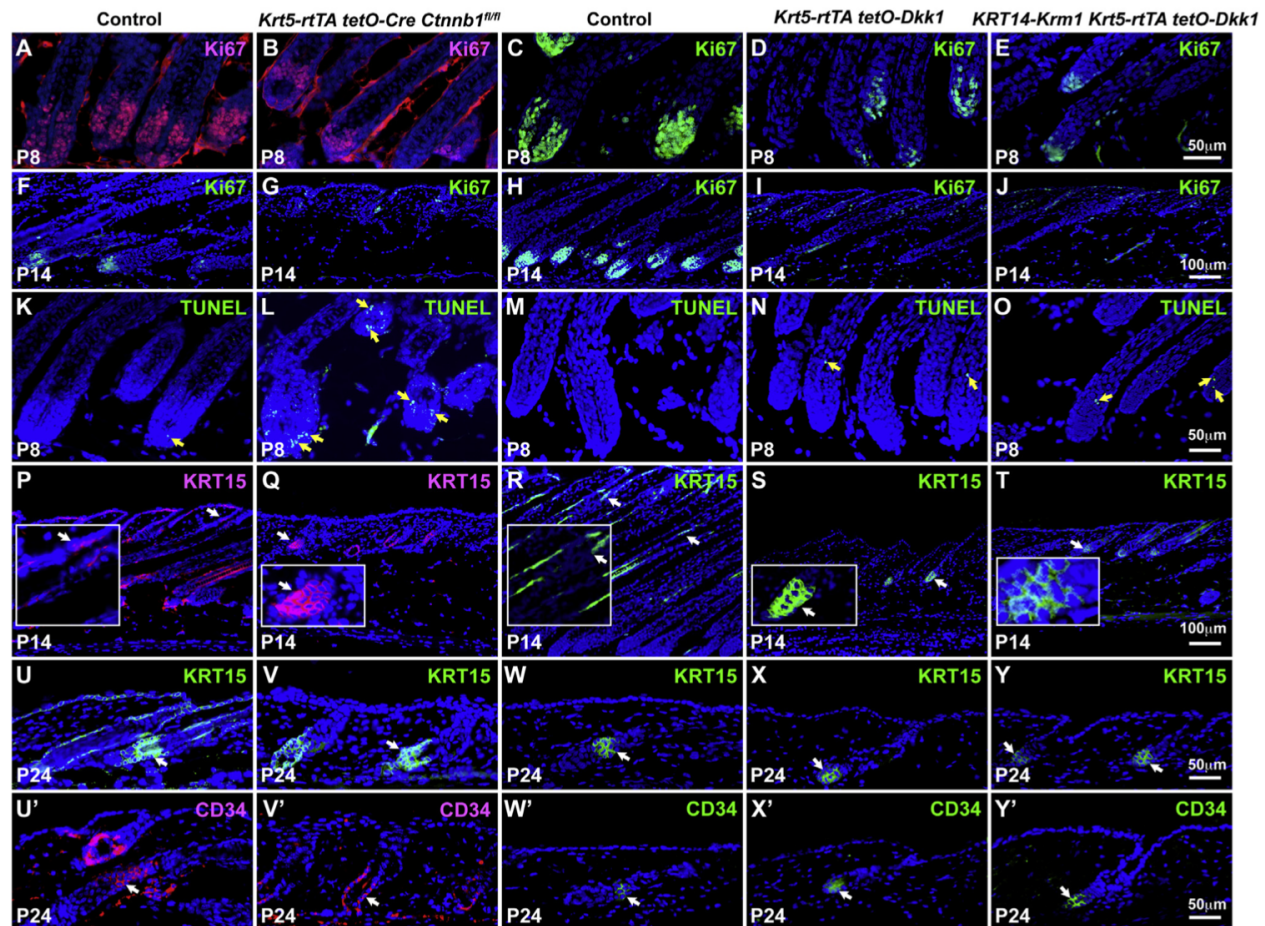 Control Krt5-rtTA tetO-Cre Ctnnb1fl/fl Control Krt5-rtTA tetO-Dkk1 KRT14-Krm1 Krt5-rtTA tetO-Dkk1
A Ki67 B Ki67 C Ki67 D Ki67 E Ki67
P8 P8 P8 P8 P8 50μm
F Ki67 G Ki67 H Ki67 I Ki67 J Ki67
P14 P14 P14 P14 P14 100μm
K TUNEL L TUNEL M TUNEL N TUNEL O TUNEL
P8 P8 P8 P8 P8 50μm
P KRT15 Q KRT15 R KRT15 S KRT15 T KRT15
P14 P14 P14 P14 P14 100μm
U KRT15 V KRT15 W KRT15 X KRT15 Y KRT15
P24 P24 P24 P24 P24 50μm
U' CD34 V' CD34 W' CD34 X' CD34 Y' CD34
P24 P24 P24 P24 P24 50μm